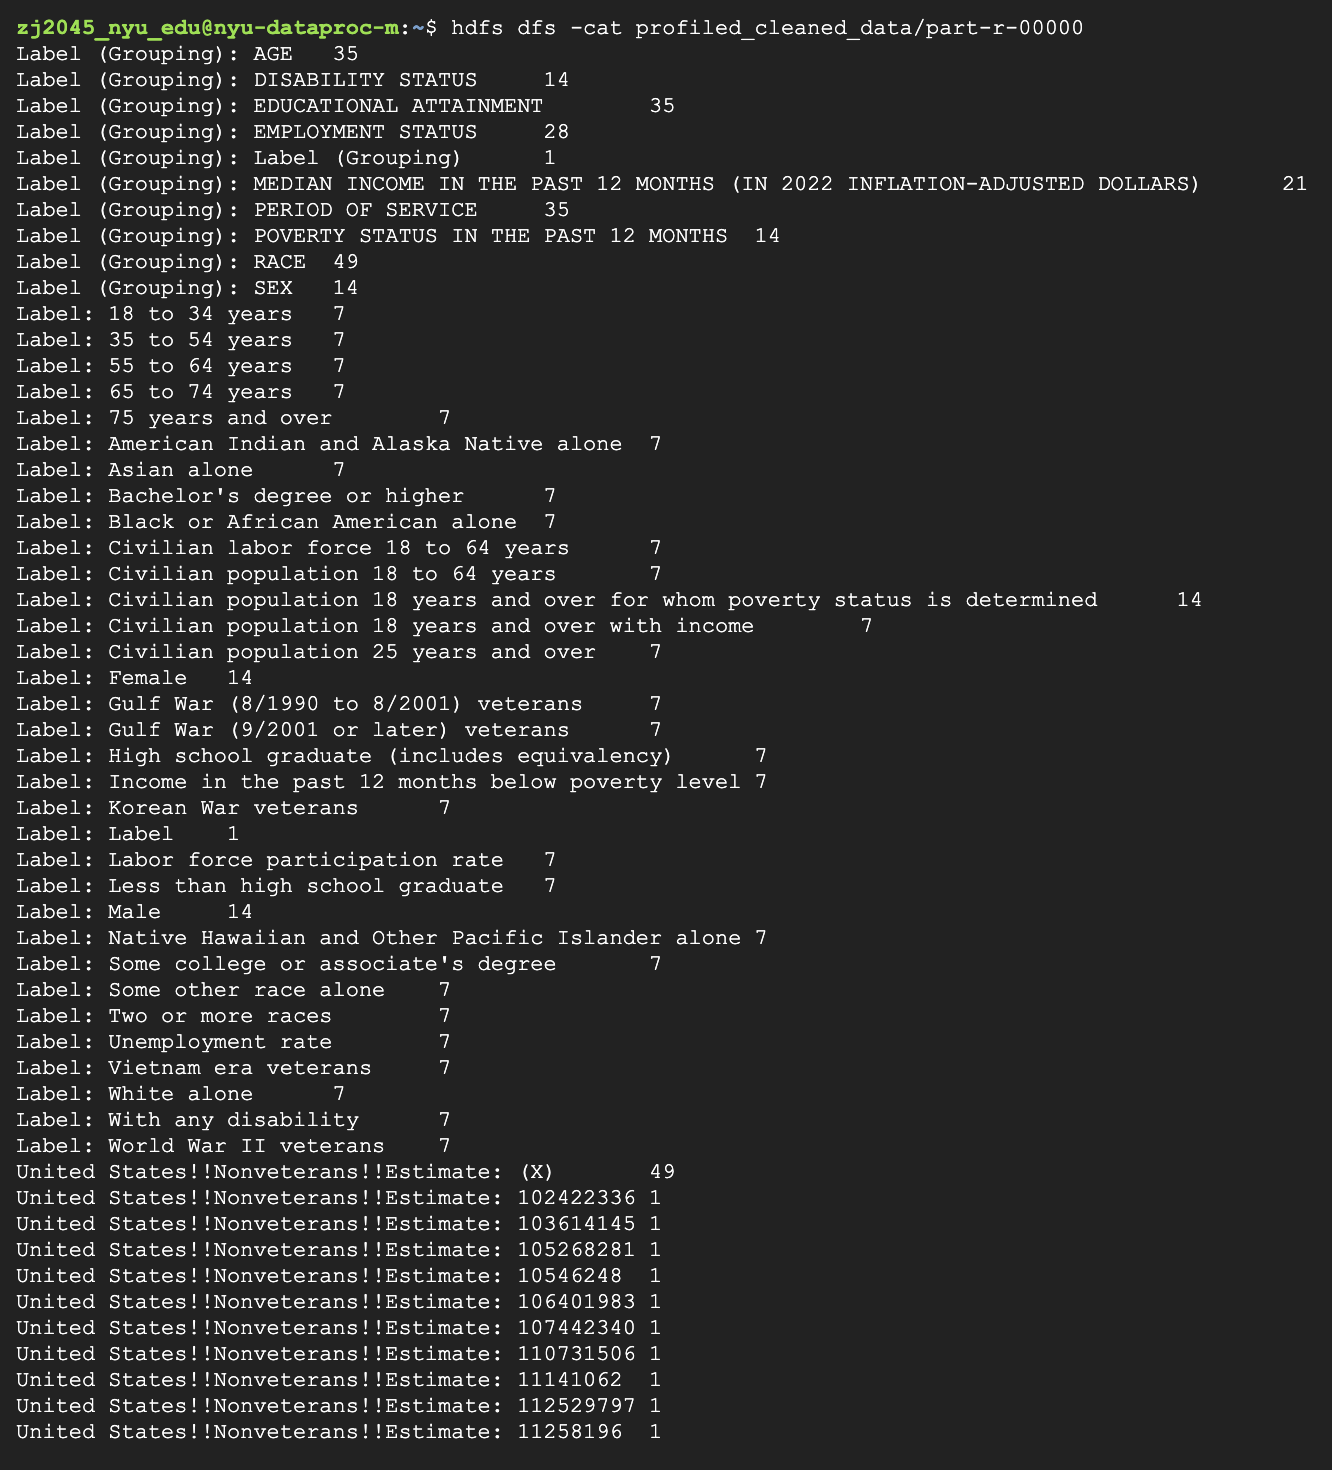 zj2045_nyu_edu@nyu-dataproc-m:~$ hdfs dfs -cat profiled_cleaned_data/part-r-00000
Label (Grouping): AGE 35
Label (Grouping): DISABILITY STATUS 14
Label (Grouping): EDUCATIONAL ATTAINMENT 35
Label (Grouping): EMPLOYMENT STATUS 28
Label (Grouping): Label (Grouping) 1
Label (Grouping): MEDIAN INCOME IN THE PAST 12 MONTHS (IN 2022 INFLATION-ADJUSTED DOLLARS) 21
Label (Grouping): PERIOD OF SERVICE 35
Label (Grouping): POVERTY STATUS IN THE PAST 12 MONTHS 14
Label (Grouping): RACE 49
Label (Grouping): SEX 14
Label: 18 to 34 years 7
Label: 35 to 54 years 7
Label: 55 to 64 years 7
Label: 65 to 74 years 7
Label: 75 years and over 7
Label: American Indian and Alaska Native alone 7
Label: Asian alone 7
Label: Bachelor's degree or higher 7
Label: Black or African American alone 7
Label: Civilian labor force 18 to 64 years 7
Label: Civilian population 18 to 64 years 7
Label: Civilian population 18 years and over for whom poverty status is determined 14
Label: Civilian population 18 years and over with income 7
Label: Civilian population 25 years and over 7
Label: Female 14
Label: Gulf War (8/1990 to 8/2001) veterans 7
Label: Gulf War (9/2001 or later) veterans 7
Label: High school graduate (includes equivalency) 7
Label: Income in the past 12 months below poverty level 7
Label: Korean War veterans 7
Label: Label 1
Label: Labor force participation rate 7
Label: Less than high school graduate 7
Label: Male 14
Label: Native Hawaiian and Other Pacific Islander alone 7
Label: Some college or associate's degree 7
Label: Some other race alone 7
Label: Two or more races 7
Label: Unemployment rate 7
Label: Vietnam era veterans 7
Label: White alone 7
Label: With any disability 7
Label: World War II veterans 7
United States!!Nonveterans!!Estimate: (X) 49
United States!!Nonveterans!!Estimate: 102422336 1
United States!!Nonveterans!!Estimate: 103614145 1
United States!!Nonveterans!!Estimate: 105268281 1
United States!!Nonveterans!!Estimate: 10546248 1
United States!!Nonveterans!!Estimate: 106401983 1
United States!!Nonveterans!!Estimate: 107442340 1
United States!!Nonveterans!!Estimate: 110731506 1
United States!!Nonveterans!!Estimate: 11141062 1
United States!!Nonveterans!!Estimate: 112529797 1
United States!!Nonveterans!!Estimate: 11258196 1